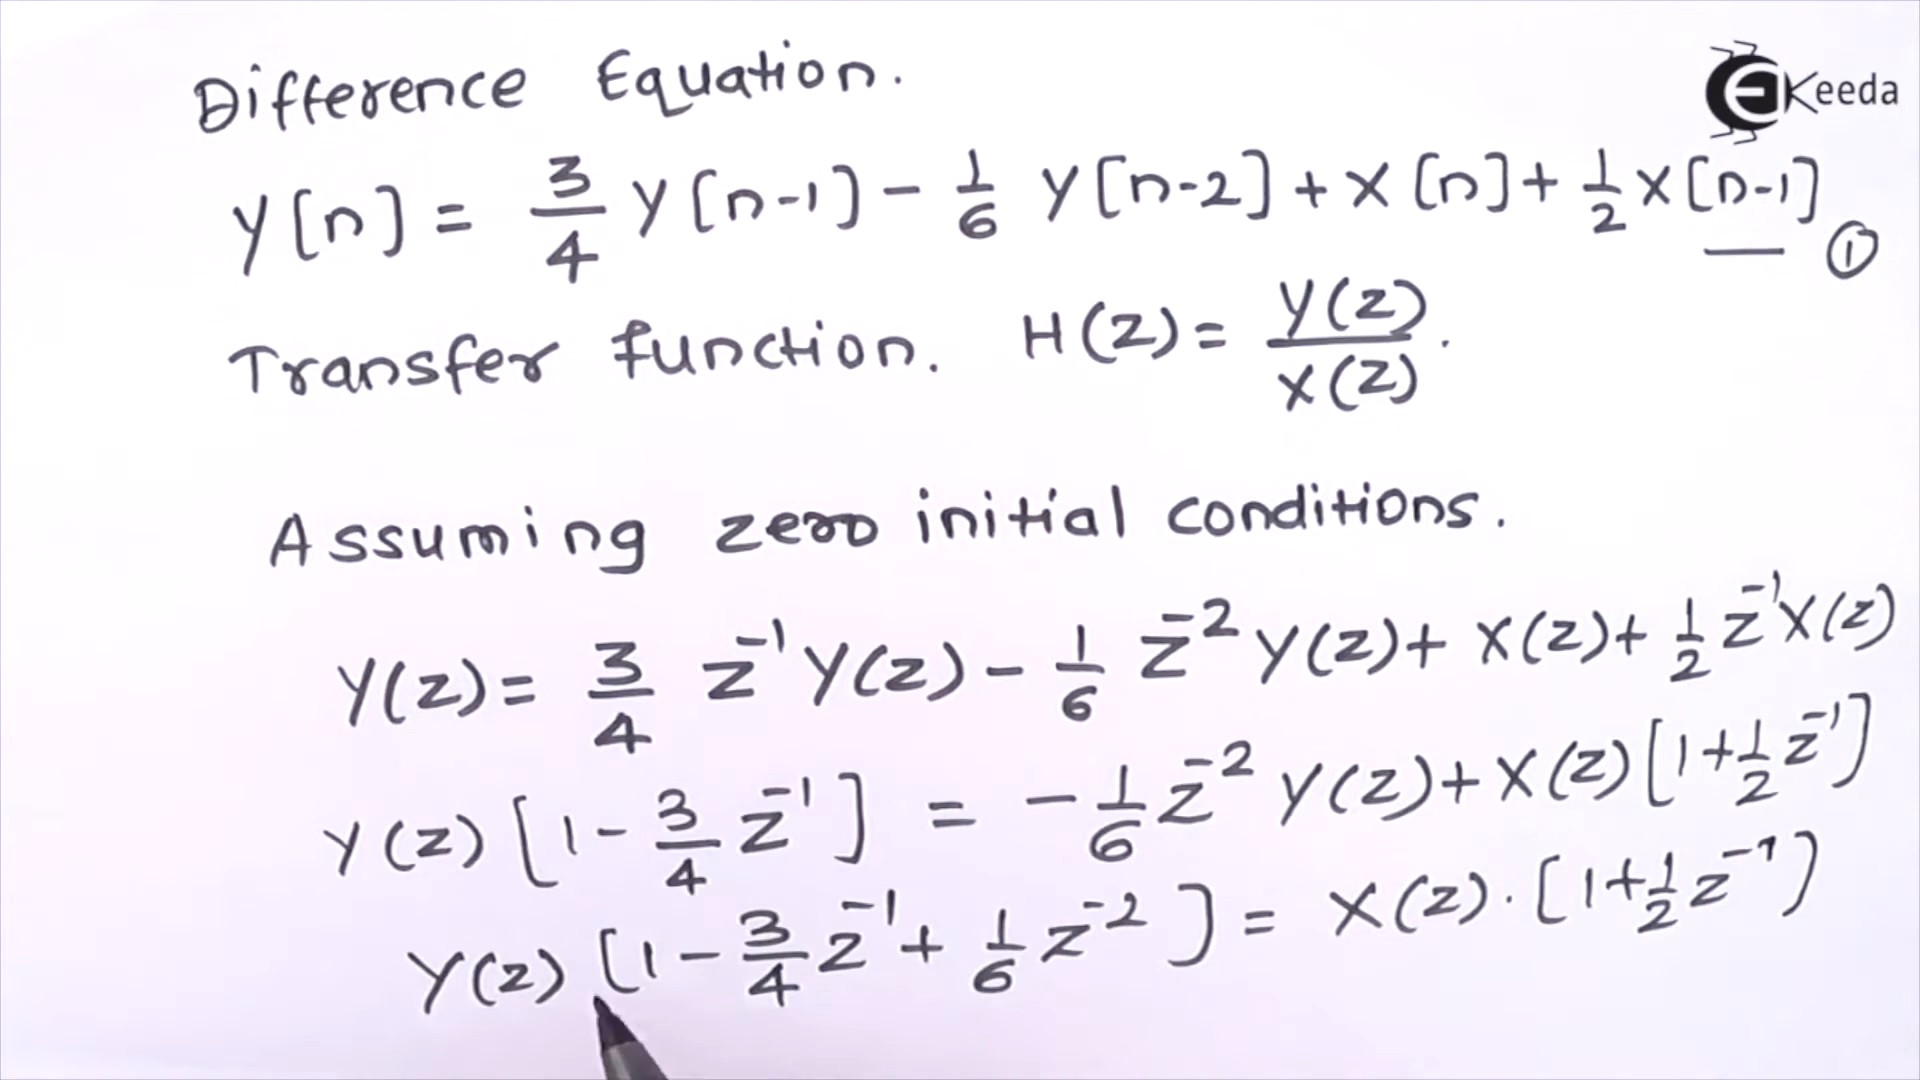 Difference Equation.
EKeeda
y[n] = 3/4 y[n-1] - 1/6 y[n-2] + x[n] + 1/2 x[n-1] — ①
Transfer function. H(z) = Y(z)/X(z).
Assuming zero initial conditions.
Y(z) = 3/4 z⁻¹ Y(z) - 1/6 z⁻² Y(z) + X(z) + 1/2 z⁻¹ X(z)
Y(z) [1 - 3/4 z⁻¹] = - 1/6 z⁻² Y(z) + X(z) [1 + 1/2 z⁻¹]
Y(z) [1 - 3/4 z⁻¹ + 1/6 z⁻²] = X(z) . [1 + 1/2 z⁻¹]